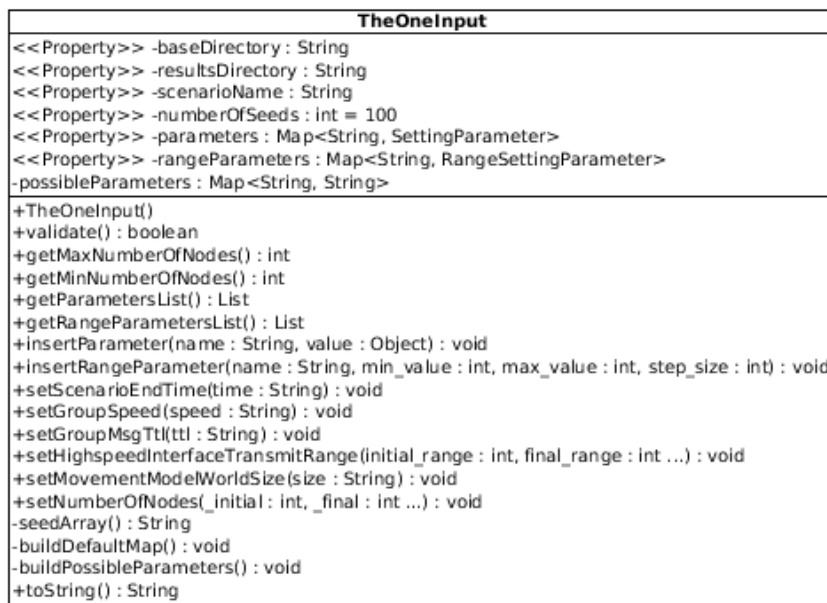 TheOneInput
<<Property>> -baseDirectory : String
<<Property>> -resultsDirectory : String
<<Property>> -scenarioName : String
<<Property>> -numberOfSeeds : int = 100
<<Property>> -parameters : Map<String, SettingParameter>
<<Property>> -rangeParameters : Map<String, RangeSettingParameter>
-possibleParameters : Map<String, String>
+TheOneInput()
+validate() : boolean
+getMaxNumberOfNodes() : int
+getMinNumberOfNodes() : int
+getParametersList() : List
+getRangeParametersList() : List
+insertParameter(name : String, value : Object) : void
+insertRangeParameter(name : String, min_value : int, max_value : int, step_size : int) : void
+setScenarioEndTime(time : String) : void
+setGroupSpeed(speed : String) : void
+setGroupMsgTtl(ttl : String) : void
+setHighspeedInterfaceTransmitRange(initial_range : int, final_range : int ...) : void
+setMovementModelWorldSize(size : String) : void
+setNumberOfNodes(_initial : int, _final : int ...) : void
-seedArray() : String
-buildDefaultMap() : void
-buildPossibleParameters() : void
+toString() : String